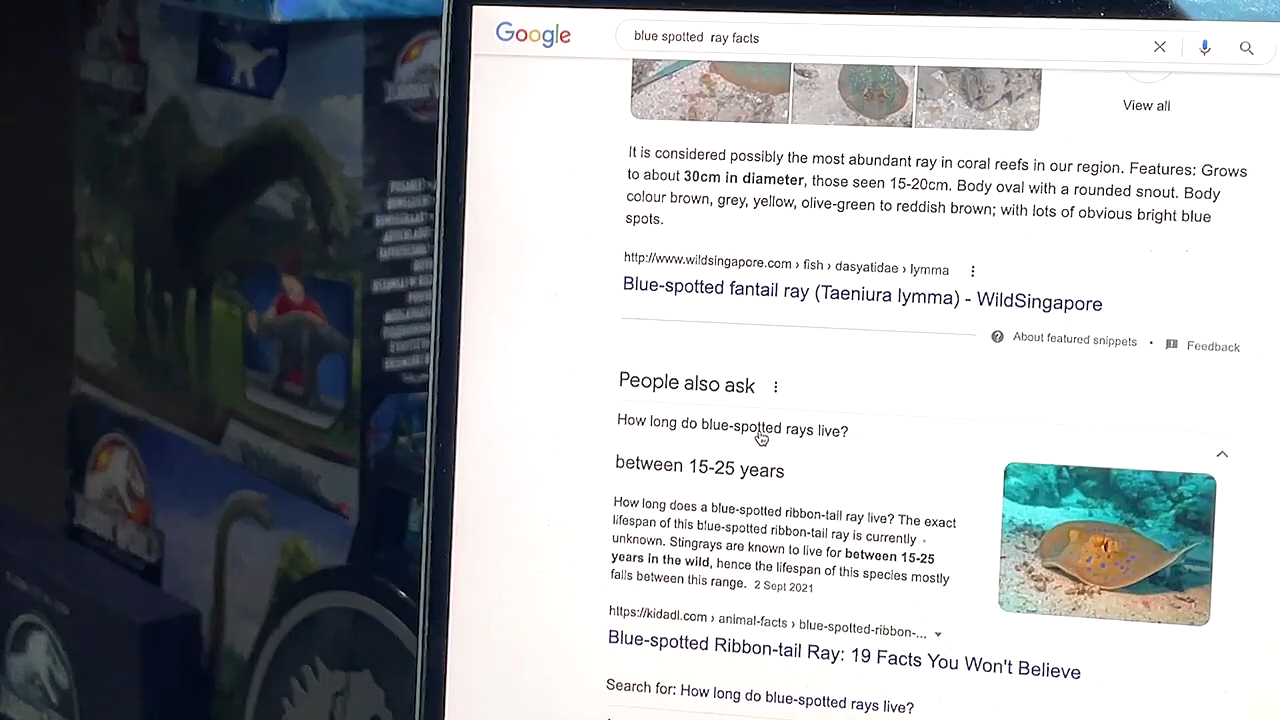 Google
blue spotted ray facts
View all
It is considered possibly the most abundant ray in coral reefs in our region. Features: Grows
to about 30cm in diameter, those seen 15-20cm. Body oval with a rounded snout. Body
colour brown, grey, yellow, olive-green to reddish brown; with lots of obvious bright blue
spots.
http://www.wildsingapore.com › fish › dasyatidae › lymma
Blue-spotted fantail ray (Taeniura lymma) - WildSingapore
About featured snippets • Feedback
People also ask
How long do blue-spotted rays live?
between 15-25 years
How long does a blue-spotted ribbon-tail ray live? The exact
lifespan of this blue-spotted ribbon-tail ray is currently
unknown. Stingrays are known to live for between 15-25
years in the wild, hence the lifespan of this species mostly
falls between this range. 2 Sept 2021
https://kidadl.com › animal-facts › blue-spotted-ribbon-...
Blue-spotted Ribbon-tail Ray: 19 Facts You Won't Believe
Search for: How long do blue-spotted rays live?